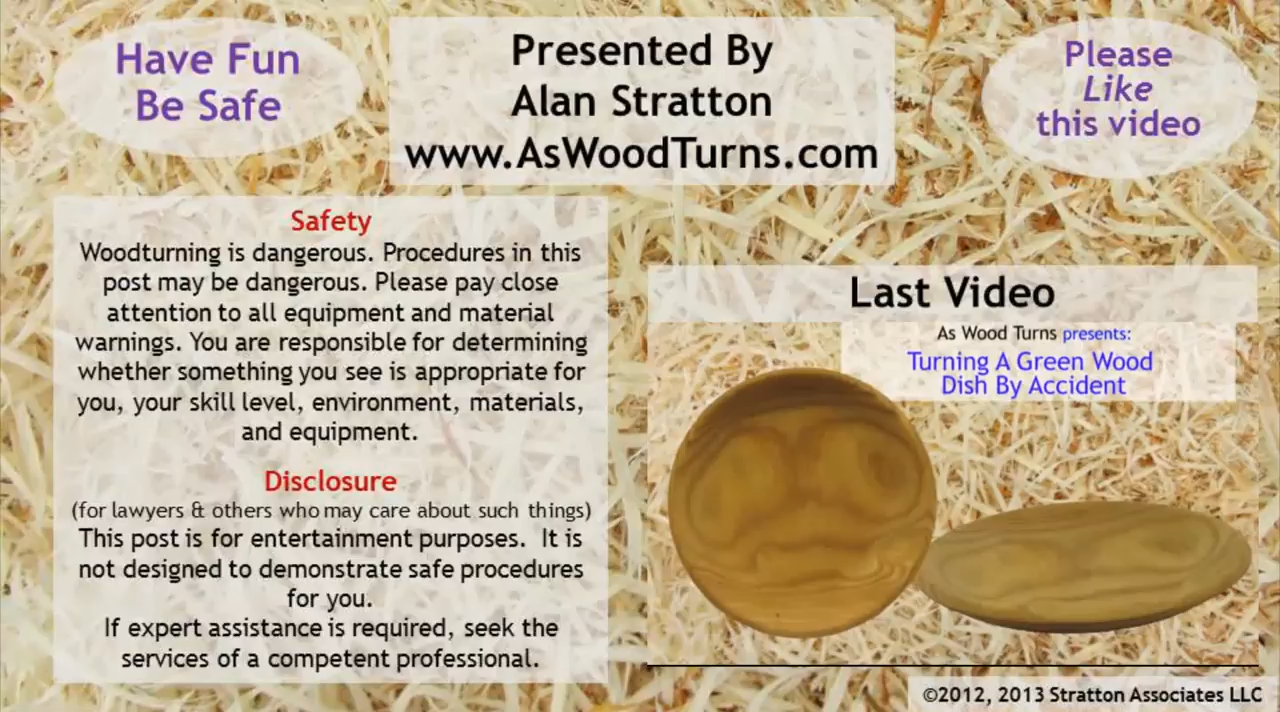 Have Fun
Be Safe
Presented By
Alan Stratton
www.AsWoodTurns.com
Please
Like
this video
Safety
Woodturning is dangerous. Procedures in this
post may be dangerous. Please pay close
attention to all equipment and material
warnings. You are responsible for determining
whether something you see is appropriate for
you, your skill level, environment, materials,
and equipment.
Disclosure
(for lawyers & others who may care about such things)
This post is for entertainment purposes. It is
not designed to demonstrate safe procedures
for you.
If expert assistance is required, seek the
services of a competent professional.
Last Video
As Wood Turns presents:
Turning A Green Wood
Dish By Accident
©2012, 2013 Stratton Associates LLC